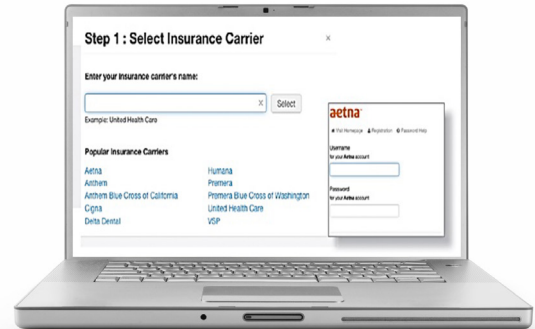 Step 1 : Select Insurance Carrier
×
Enter your insurance carrier's name:
× Select
Example: United Health Care
Popular Insurance Carriers
Aetna Humana
Anthem Premera
Anthem Blue Cross of California Premera Blue Cross of Washington
Cigna United Health Care
Delta Dental VSP
aetna
Visit Homepage Registration Password Help
Username
for your Aetna account
Password
for your Aetna account